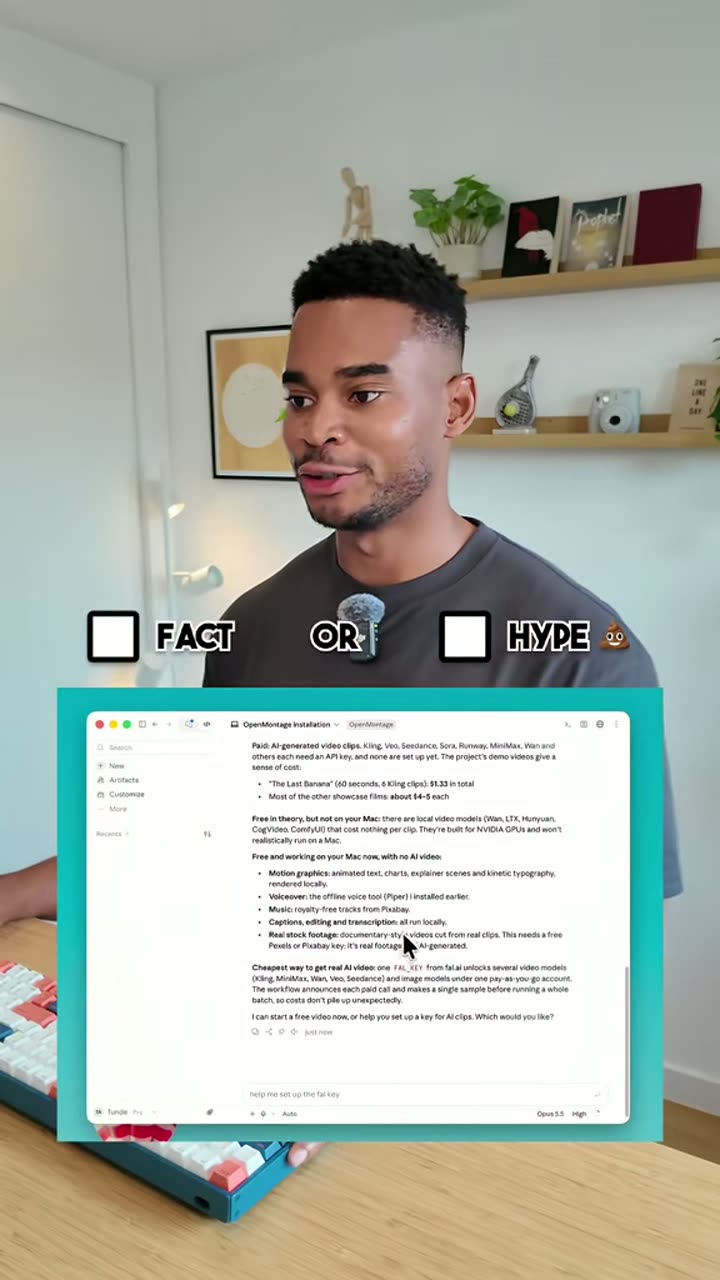 Prophet
ONE
LINE
A
DAY
FACT OR HYPE 💩
OpenMontage installation OpenMontage
Search
New
Artifacts
Customize
More
Recents
Paid: AI-generated video clips. Kling, Veo, Seedance, Sora, Runway, MiniMax, Wan and
others each need an API key, and none are set up yet. The project's demo videos give a
sense of cost:
• "The Last Banana" (60 seconds, 6 Kling clips): $1.33 in total
• Most of the other showcase films: about $4-5 each
Free in theory, but not on your Mac: there are local video models (Wan, LTX, Hunyuan,
CogVideo, ComfyUI) that cost nothing per clip. They're built for NVIDIA GPUs and won't
realistically run on a Mac.
Free and working on your Mac now, with no AI video:
• Motion graphics: animated text, charts, explainer scenes and kinetic typography,
rendered locally.
• Voiceover: the offline voice tool (Piper) I installed earlier.
• Music: royalty-free tracks from Pixabay.
• Captions, editing and transcription: all run locally.
• Real stock footage: documentary-style videos cut from real clips. This needs a free
Pexels or Pixabay key; it's real footage AI-generated.
Cheapest way to get real AI video: one FAL_KEY from fal.ai unlocks several video models
(Kling, MiniMax, Wan, Veo, Seedance) and image models under one pay-as-you-go account.
The workflow announces each paid call and makes a single sample before running a whole
batch, so costs don't pile up unexpectedly.
I can start a free video now, or help you set up a key for AI clips. Which would you like?
just now
help me set up the fal key
Tunde Pro
Auto
Opus 5.5 High